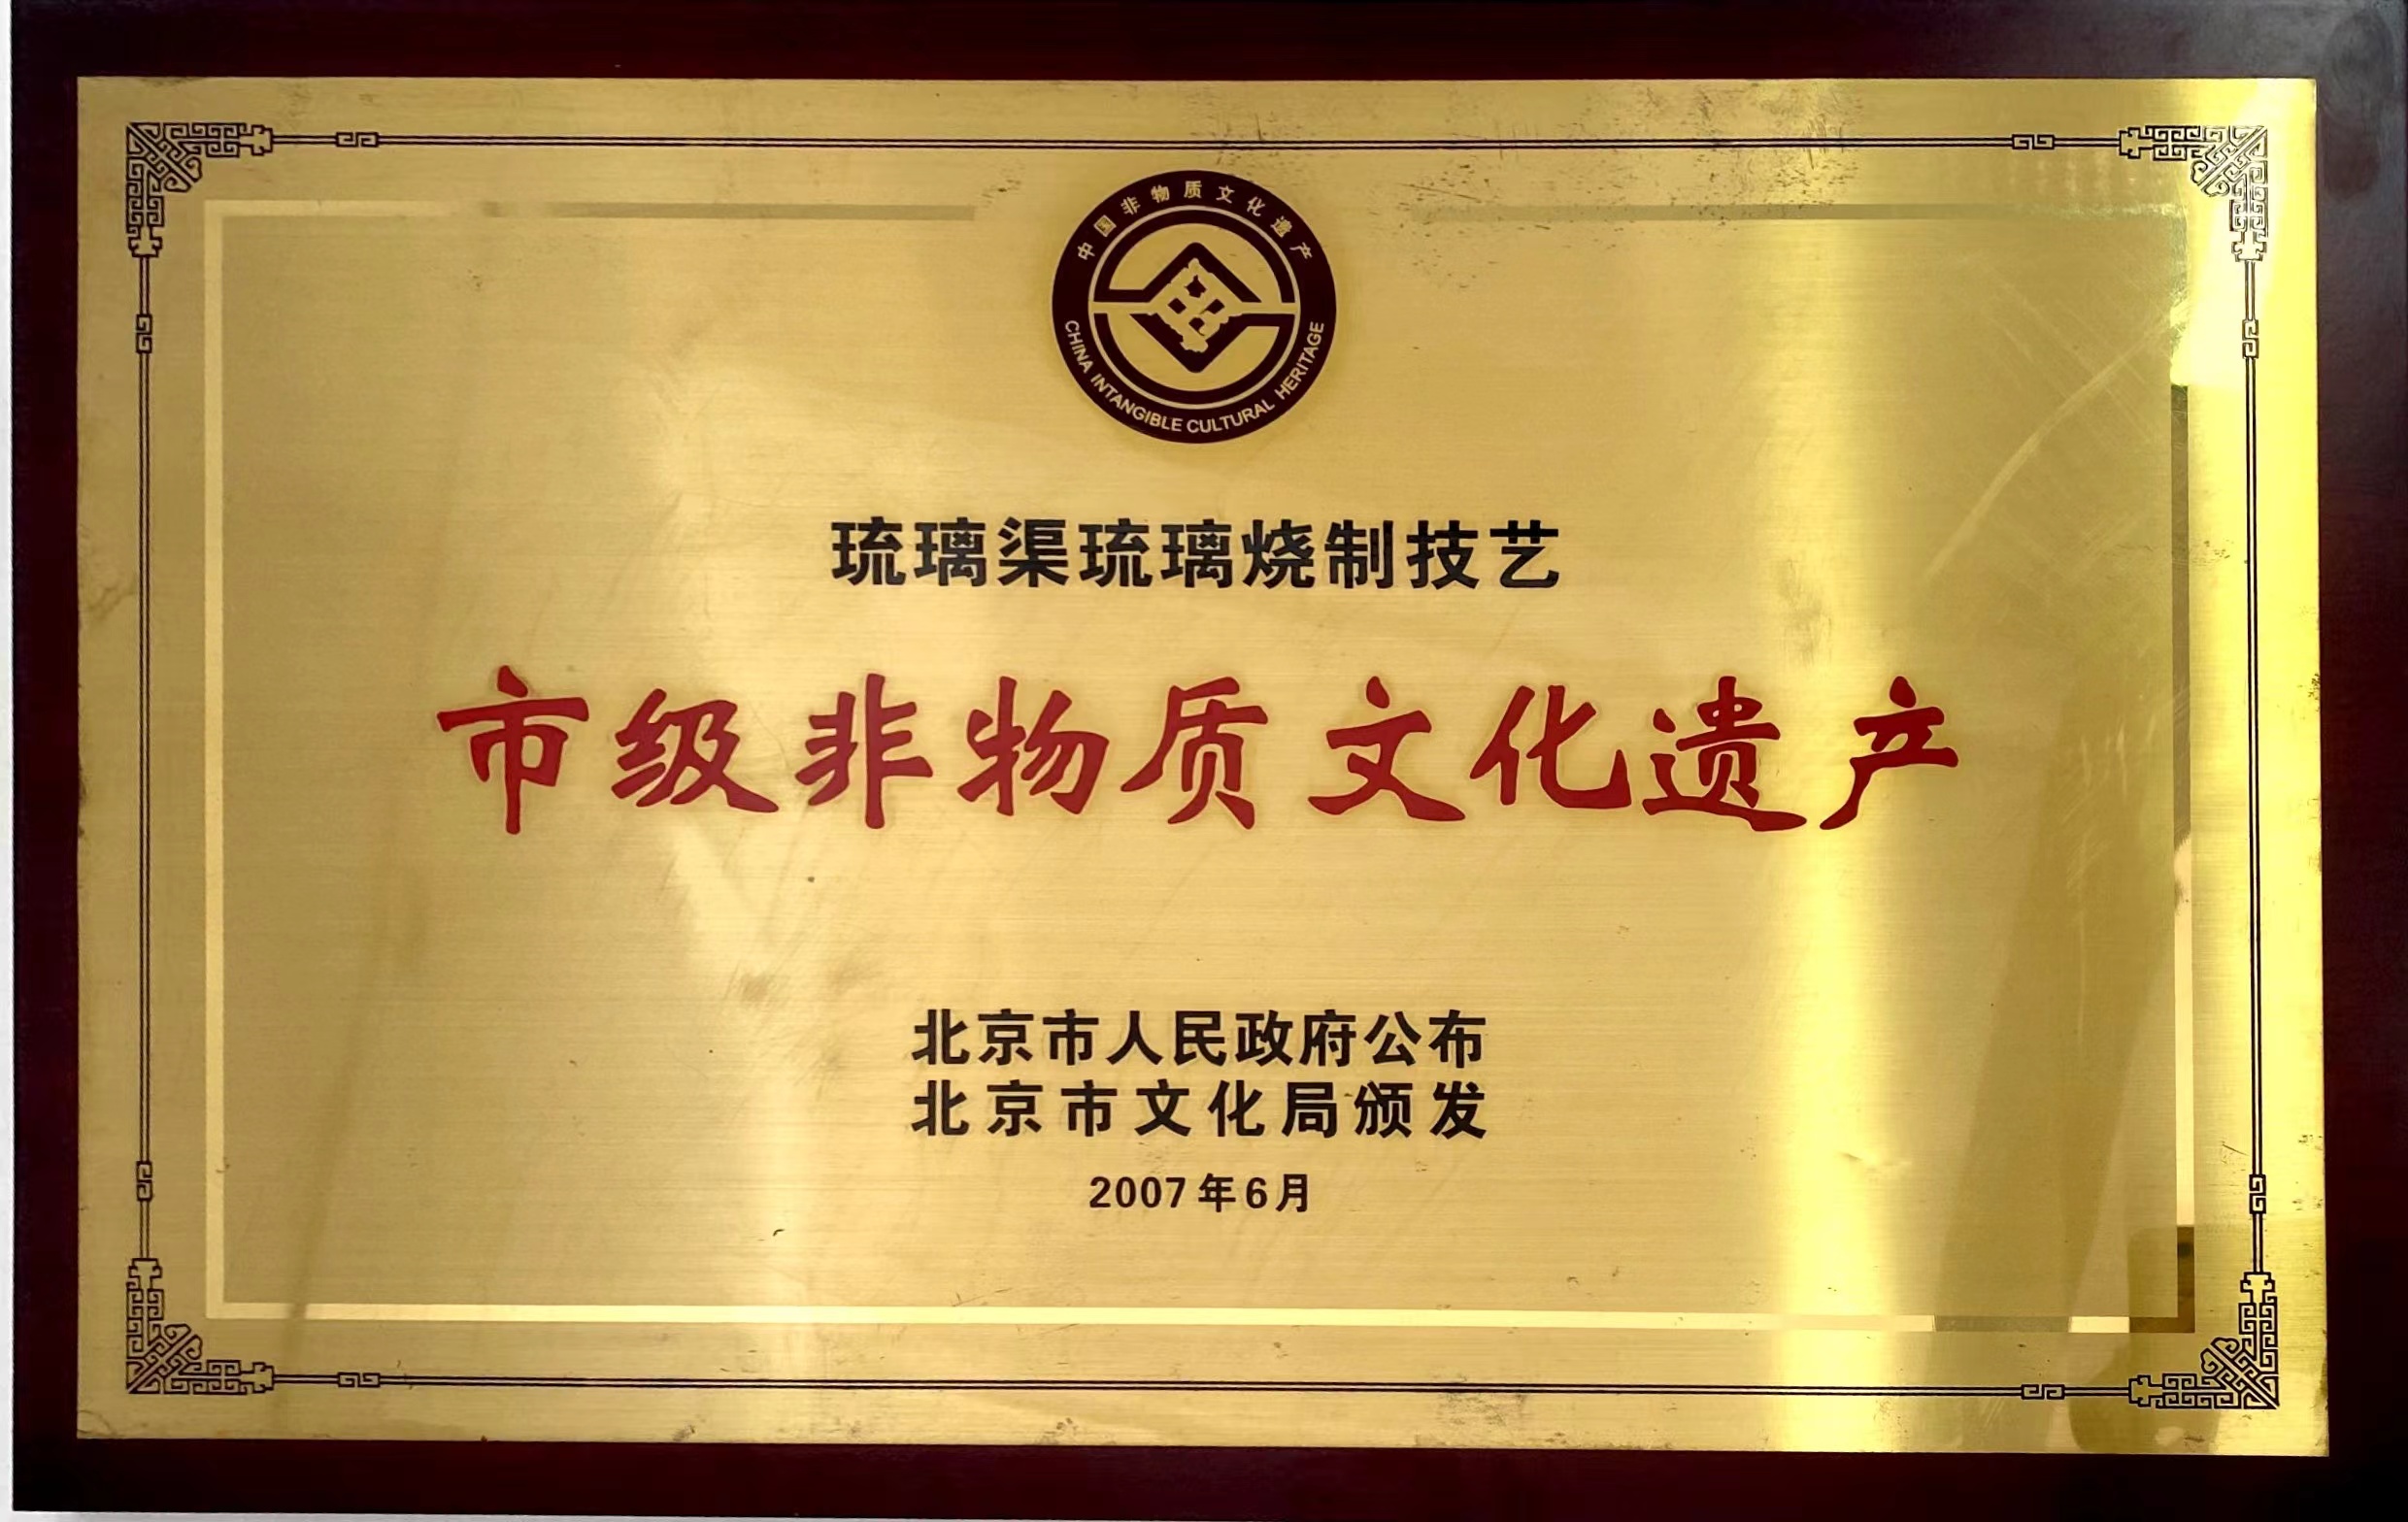 中国非物质文化遗产
CHINA INTANGIBLE CULTURAL HERITAGE
琉璃渠琉璃烧制技艺
市级非物质文化遗产
北京市人民政府公布
北京市文化局颁发
2007年6月